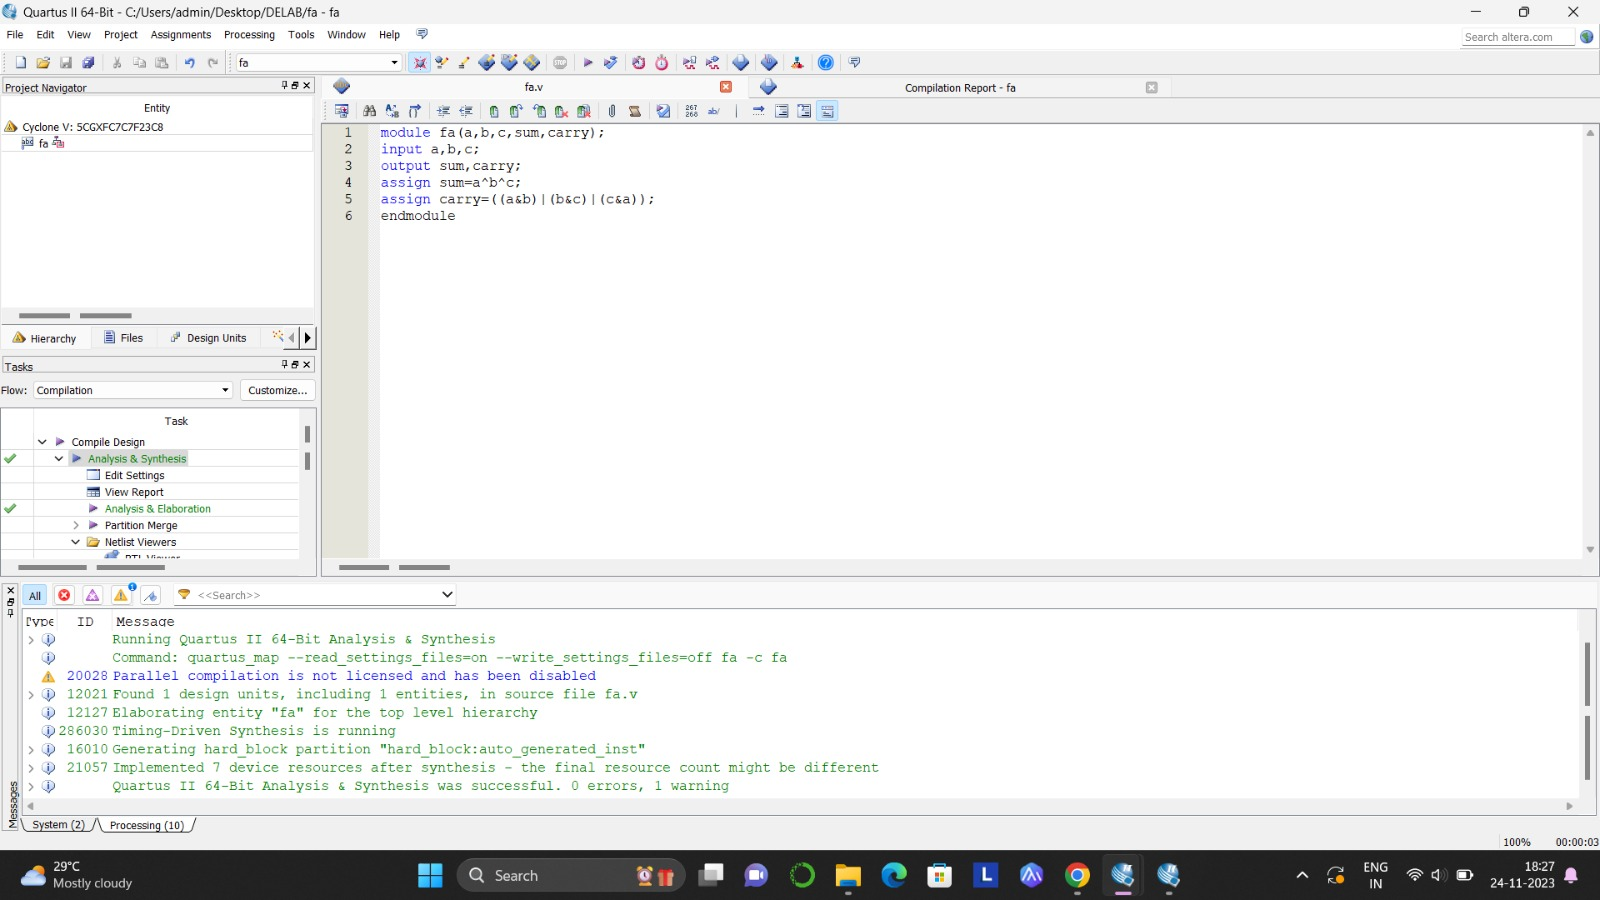 Quartus II 64-Bit - C:/Users/admin/Desktop/DELAB/fa - fa
File Edit View Project Assignments Processing Tools Window Help
Search altera.com
fa
Project Navigator
fa.v
Compilation Report - fa
Entity
Cyclone V: 5CGXFC7C7F23C8
fa
267
268
ab/
1 module fa(a,b,c,sum,carry);
2 input a,b,c;
3 output sum,carry;
4 assign sum=a^b^c;
5 assign carry=((a&b)|(b&c)|(c&a));
6 endmodule
Hierarchy Files Design Units
Tasks
Flow: Compilation Customize...
Task
Compile Design
Analysis & Synthesis
Edit Settings
View Report
Analysis & Elaboration
Partition Merge
Netlist Viewers
RTL Viewer
All <<Search>>
Type ID Message
Running Quartus II 64-Bit Analysis & Synthesis
Command: quartus_map --read_settings_files=on --write_settings_files=off fa -c fa
20028 Parallel compilation is not licensed and has been disabled
12021 Found 1 design units, including 1 entities, in source file fa.v
12127 Elaborating entity "fa" for the top level hierarchy
286030 Timing-Driven Synthesis is running
16010 Generating hard_block partition "hard_block:auto_generated_inst"
21057 Implemented 7 device resources after synthesis - the final resource count might be different
Quartus II 64-Bit Analysis & Synthesis was successful. 0 errors, 1 warning
Messages
System (2) Processing (10)
100% 00:00:03
29°C
Mostly cloudy
Search
L
ENG
IN
18:27
24-11-2023